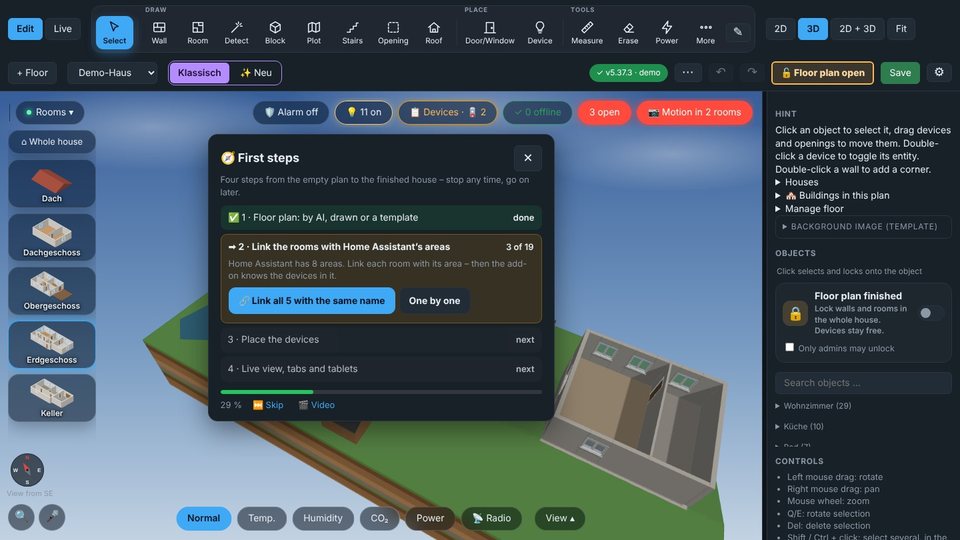 Edit
Live
DRAW
PLACE
TOOLS
Select
Wall
Room
Detect
Block
Plot
Stairs
Opening
Roof
Door/Window
Device
Measure
Erase
Power
More
2D
3D
2D + 3D
Fit
+ Floor
Demo-Haus
Klassisch
✨ Neu
✓ v5.37.3 · demo
Floor plan open
Save
Rooms ▾
Alarm off
11 on
Devices · 2
✓ 0 offline
3 open
Motion in 2 rooms
⌂ Whole house
Dach
Dachgeschoss
Obergeschoss
Erdgeschoss
Keller
First steps
Four steps from the empty plan to the finished house – stop any time, go on
later.
1 · Floor plan: by AI, drawn or a template
done
2 · Link the rooms with Home Assistant's areas
3 of 19
Home Assistant has 8 areas. Link each room with its area – then the add-
on knows the devices in it.
Link all 5 with the same name
One by one
3 · Place the devices
next
4 · Live view, tabs and tablets
next
29 %
Skip
Video
W
N
E
S
View from SE
Normal
Temp.
Humidity
CO₂
Power
Radio
View ▴
HINT
Click an object to select it, drag devices
and openings to move them. Double-
click a device to toggle its entity.
Double-click a wall to add a corner.
Houses
Buildings in this plan
Manage floor
BACKGROUND IMAGE (TEMPLATE)
OBJECTS
Click selects and locks onto the object
Floor plan finished
Lock walls and rooms in
the whole house.
Devices stay free.
Only admins may unlock
Search objects ...
Wohnzimmer (29)
Küche (10)
CONTROLS
Left mouse drag: rotate
Right mouse drag: pan
Mouse wheel: zoom
Q/E: rotate selection
Del: delete selection
Shift / Ctrl + click: select several, in the